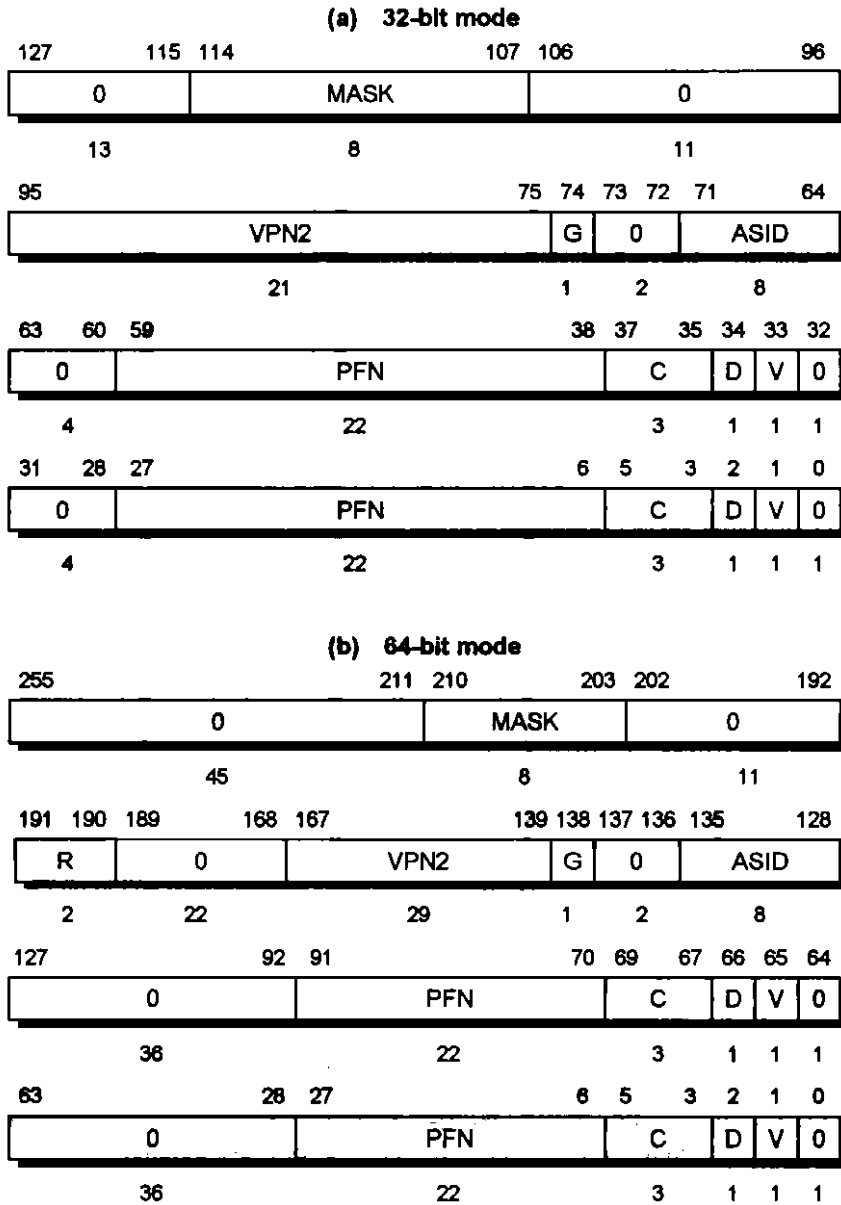 (a) 32-bit mode
127 115 114 107 106 96
0 MASK 0
13 8 11
95 75 74 73 72 71 64
VPN2 G 0 ASID
21 1 2 8
63 60 59 38 37 35 34 33 32
0 PFN C D V 0
4 22 3 1 1 1
31 28 27 6 5 3 2 1 0
0 PFN C D V 0
4 22 3 1 1 1
(b) 64-bit mode
255 211 210 203 202 192
0 MASK 0
45 8 11
191 190 189 168 167 139 138 137 136 135 128
R 0 VPN2 G 0 ASID
2 22 29 1 2 8
127 92 91 70 69 67 66 65 64
0 PFN C D V 0
36 22 3 1 1 1
63 28 27 6 5 3 2 1 0
0 PFN C D V 0
36 22 3 1 1 1